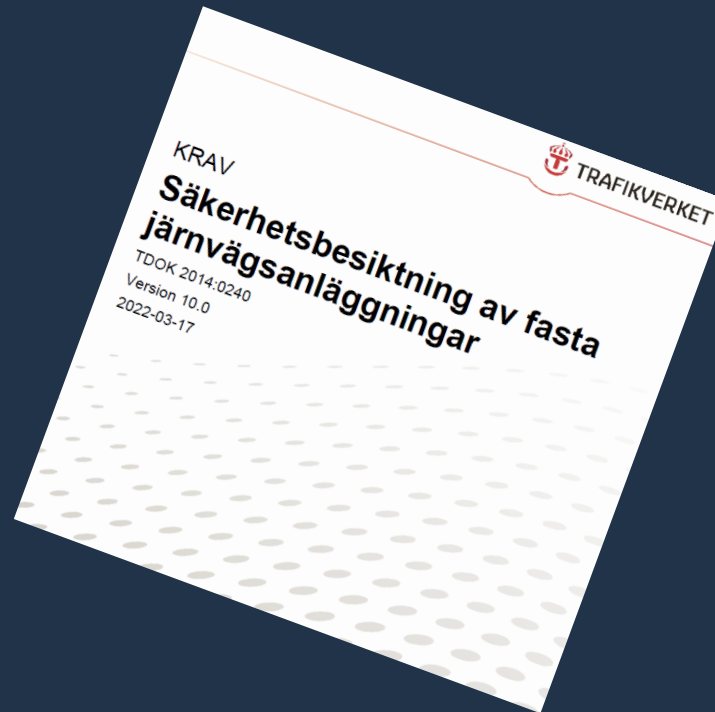 TRAFIKVERKET
KRAV
Säkerhetsbesiktning av fasta
järnvägsanläggningar
TDOK 2014:0240
Version 10.0
2022-03-17